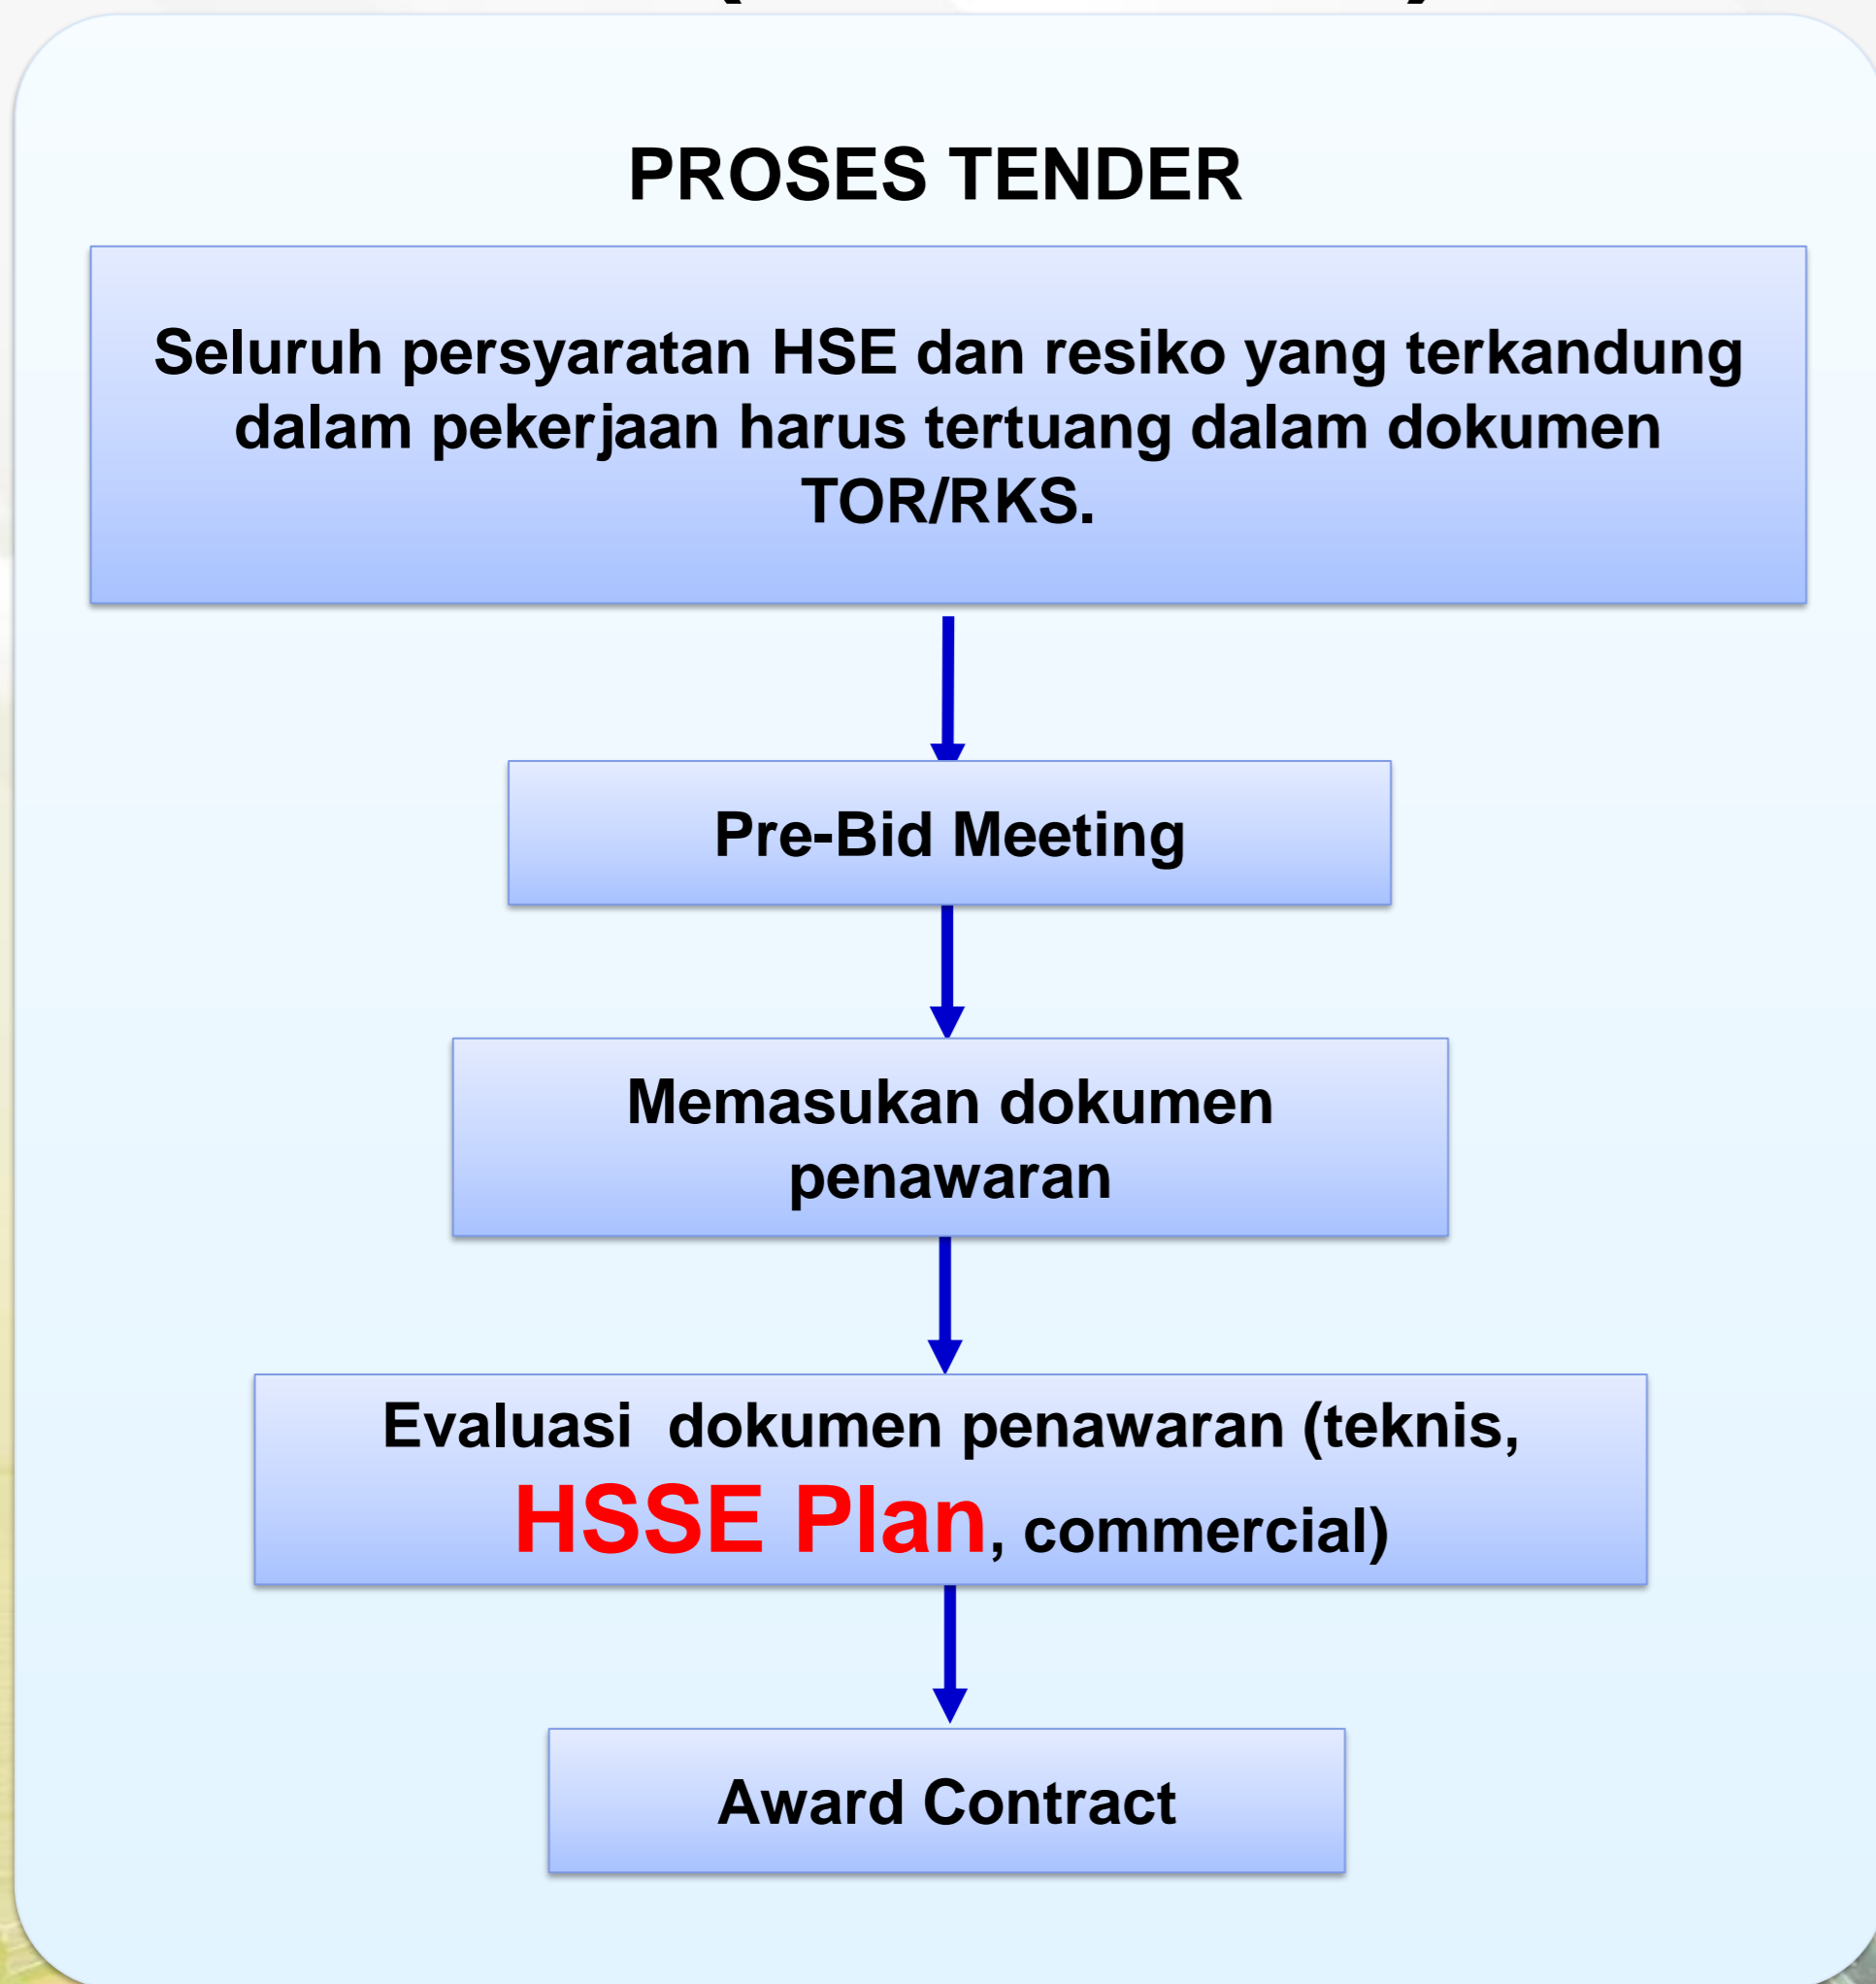 PROSES TENDER
Seluruh persyaratan HSE dan resiko yang terkandung
dalam pekerjaan harus tertuang dalam dokumen
TOR/RKS.
Pre-Bid Meeting
Memasukan dokumen
penawaran
Evaluasi  dokumen penawaran (teknis,
HSSE Plan, commercial)
Award Contract